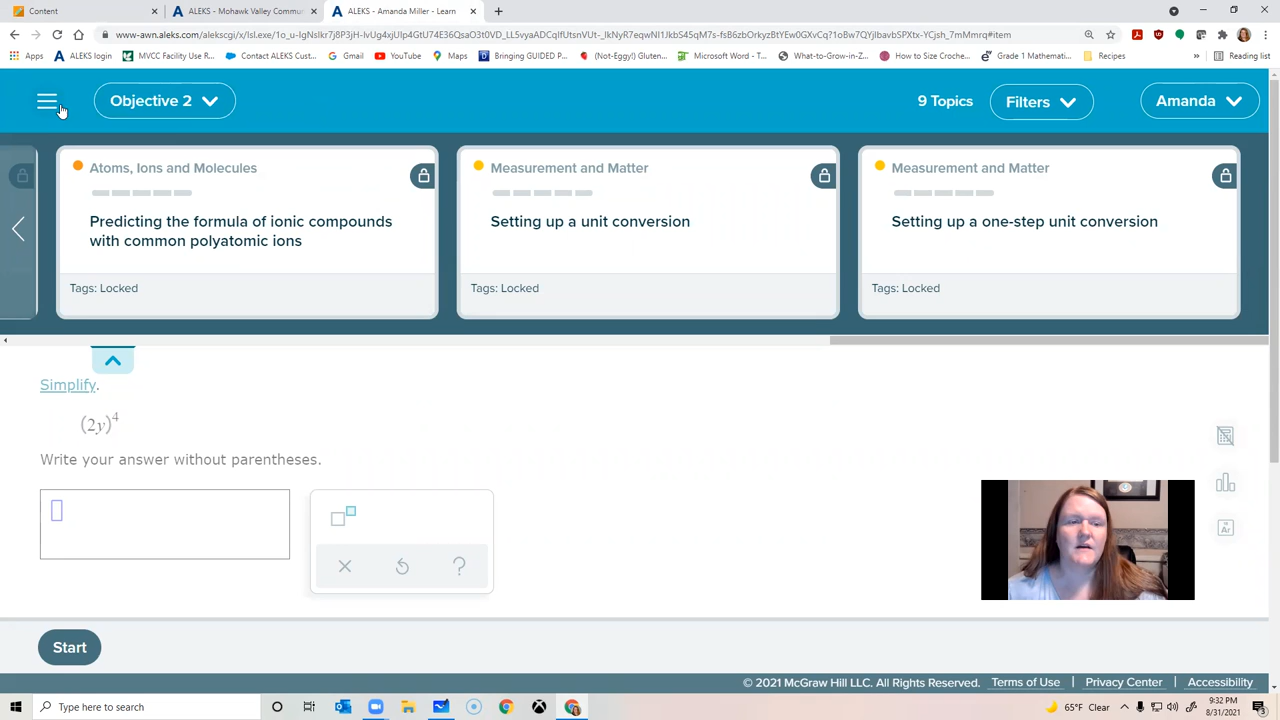 Content
ALEKS - Mohawk Valley Commu
ALEKS - Amanda Miller - Learn
Apps
ALEKS login
MVCC Facility Use R...
Contact ALEKS Cust...
Gmail
YouTube
Maps
Bringing GUIDED P...
(Not-Eggy!) Gluten...
Microsoft Word - T...
What-to-Grow-in-Z...
How to Size Croche...
Grade 1 Mathemati...
Recipes
»
Reading list
Objective 2
9 Topics
Filters
Amanda
Atoms, Ions and Molecules
Predicting the formula of ionic compounds
with common polyatomic ions
Tags: Locked
Measurement and Matter
Setting up a unit conversion
Tags: Locked
Measurement and Matter
Setting up a one-step unit conversion
Tags: Locked
Simplify.
(2y)⁴
Write your answer without parentheses.
Ar
Start
© 2021 McGraw Hill LLC. All Rights Reserved. Terms of Use | Privacy Center | Accessibility
Type here to search
65°F Clear
9:32 PM
8/31/2021